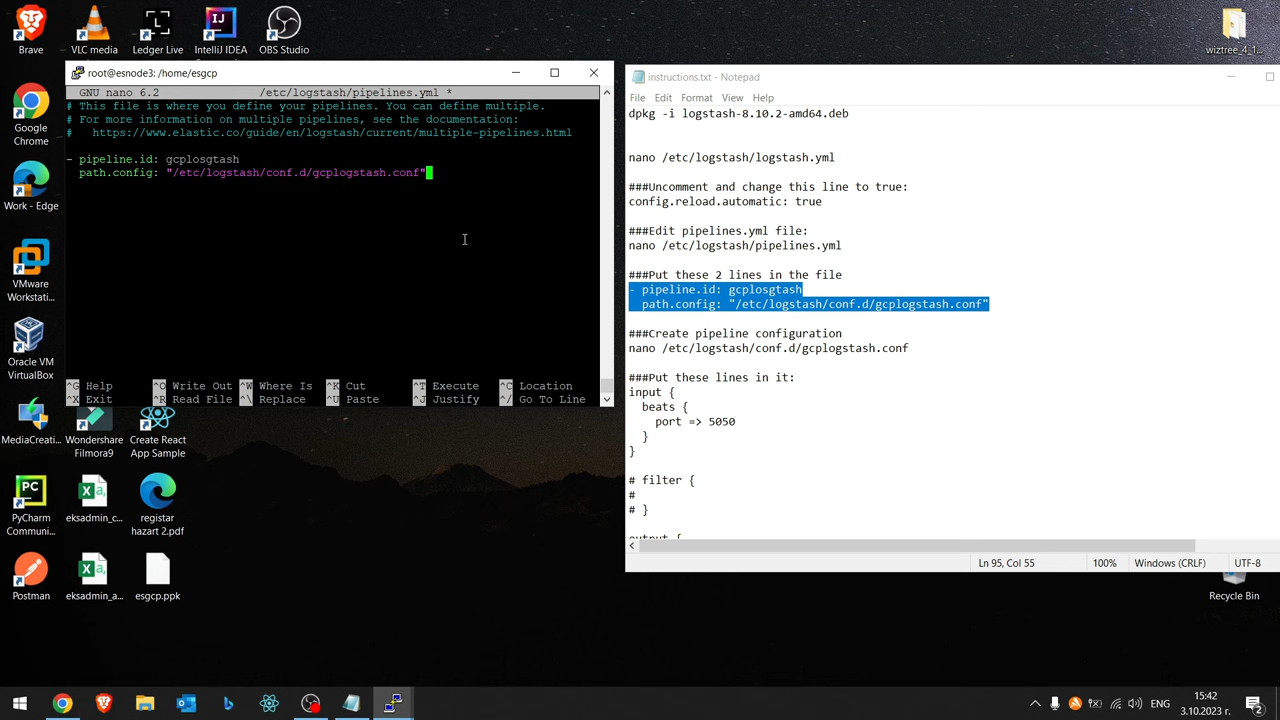 Brave
VLC media
Ledger Live
IntelliJ IDEA
OBS Studio
wiztree_4_1...
Google
Chrome
Work - Edge
VMware
Workstati...
Oracle VM
VirtualBox
MediaCreati...
Wondershare
Filmora9
Create React
App Sample
PyCharm
Communi...
eksadmin_c...
registar
hazart 2.pdf
Postman
eksadmin_a...
esgcp.ppk
Recycle Bin
root@esnode3: /home/esgcp
GNU nano 6.2 /etc/logstash/pipelines.yml *
# This file is where you define your pipelines. You can define multiple.
# For more information on multiple pipelines, see the documentation:
#   https://www.elastic.co/guide/en/logstash/current/multiple-pipelines.html
- pipeline.id: gcplosgtash
  path.config: "/etc/logstash/conf.d/gcplogstash.conf"
^G Help ^O Write Out ^W Where Is ^K Cut ^T Execute ^C Location
^X Exit ^R Read File ^\ Replace ^U Paste ^J Justify ^/ Go To Line
instructions.txt - Notepad
File Edit Format View Help
dpkg -i logstash-8.10.2-amd64.deb
nano /etc/logstash/logstash.yml
###Uncomment and change this line to true:
config.reload.automatic: true
###Edit pipelines.yml file:
nano /etc/logstash/pipelines.yml
###Put these 2 lines in the file
- pipeline.id: gcplosgtash
  path.config: "/etc/logstash/conf.d/gcplogstash.conf"
###Create pipeline configuration
nano /etc/logstash/conf.d/gcplogstash.conf
###Put these lines in it:
input {
  beats {
    port => 5050
  }
}
# filter {
#
# }
output {
Ln 95, Col 55 100% Windows (CRLF) UTF-8
ЕНГ
15:42
3.10.2023 г.
2